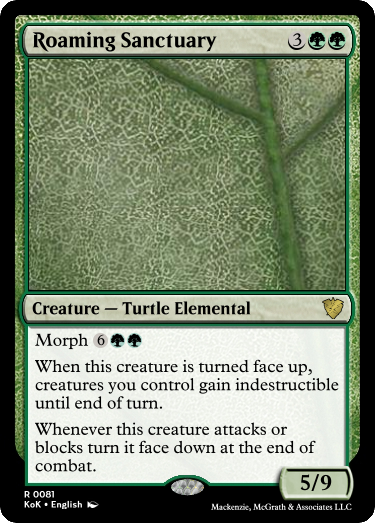 Roaming Sanctuary 3
Creature — Turtle Elemental
Morph 6
When this creature is turned face up,
creatures you control gain indestructible
until end of turn.
Whenever this creature attacks or
blocks turn it face down at the end of
combat.
5/9
R 0081
KoK • English
Mackenzie, McGrath & Associates LLC